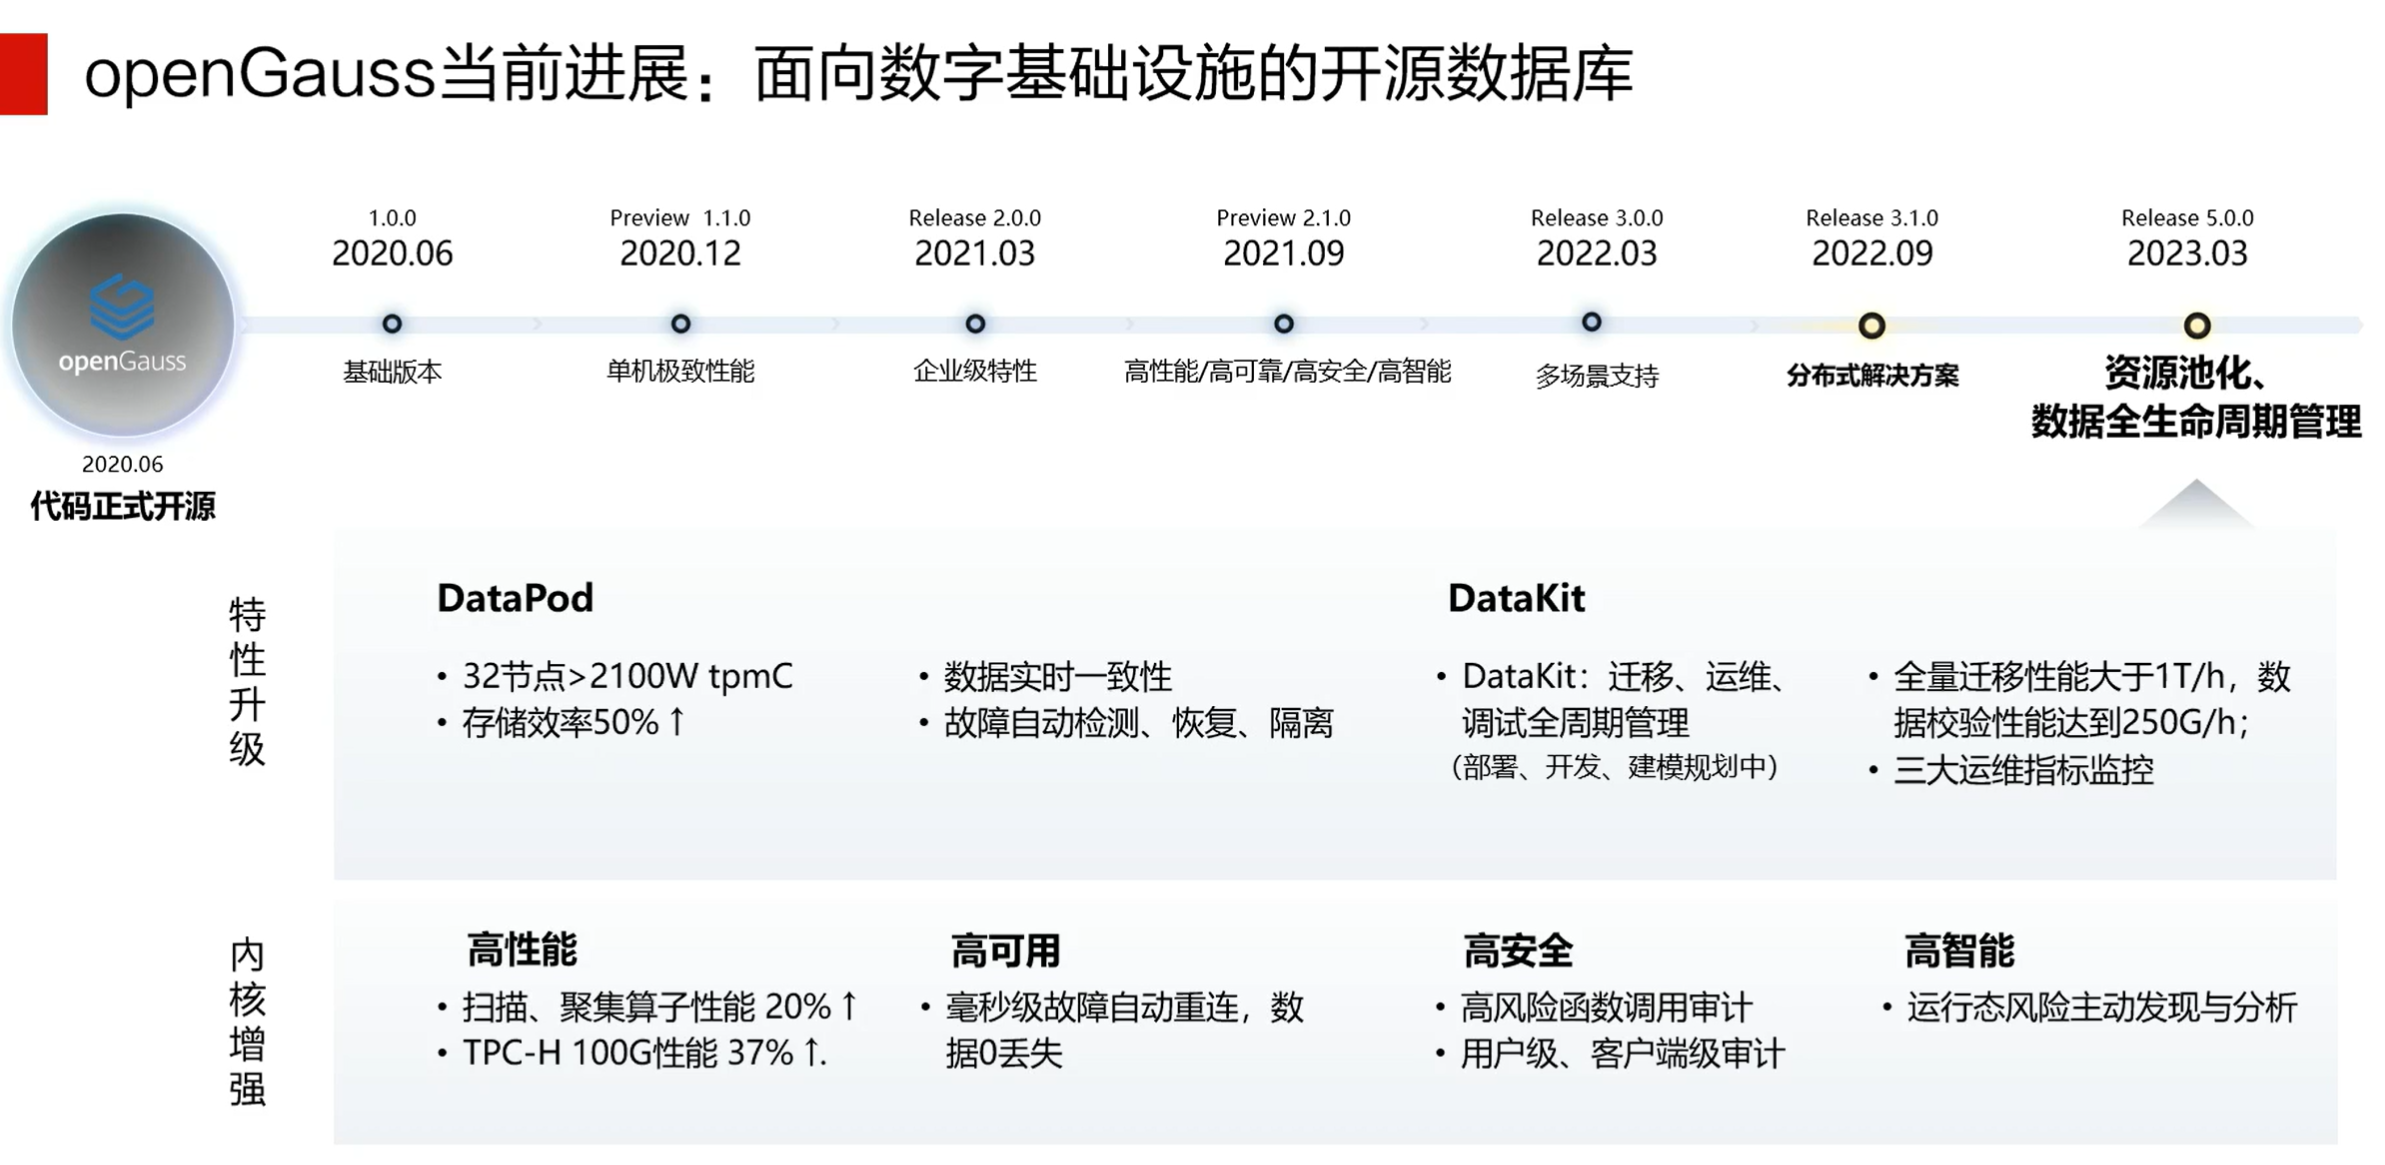 openGauss当前进展：面向数字基础设施的开源数据库
1.0.0
2020.06
基础版本
Preview 1.1.0
2020.12
单机极致性能
Release 2.0.0
2021.03
企业级特性
Preview 2.1.0
2021.09
高性能/高可靠/高安全/高智能
Release 3.0.0
2022.03
多场景支持
Release 3.1.0
2022.09
分布式解决方案
Release 5.0.0
2023.03
资源池化、
数据全生命周期管理
openGauss
2020.06
代码正式开源
特性升级
DataPod
• 32节点>2100W tpmC
• 存储效率50%↑
• 数据实时一致性
• 故障自动检测、恢复、隔离
DataKit
• DataKit：迁移、运维、
调试全周期管理
（部署、开发、建模规划中）
• 全量迁移性能大于1T/h，数
据校验性能达到250G/h；
• 三大运维指标监控
内核增强
高性能
• 扫描、聚集算子性能 20%↑
• TPC-H 100G性能 37%↑.
高可用
• 毫秒级故障自动重连，数
据0丢失
高安全
• 高风险函数调用审计
• 用户级、客户端级审计
高智能
• 运行态风险主动发现与分析